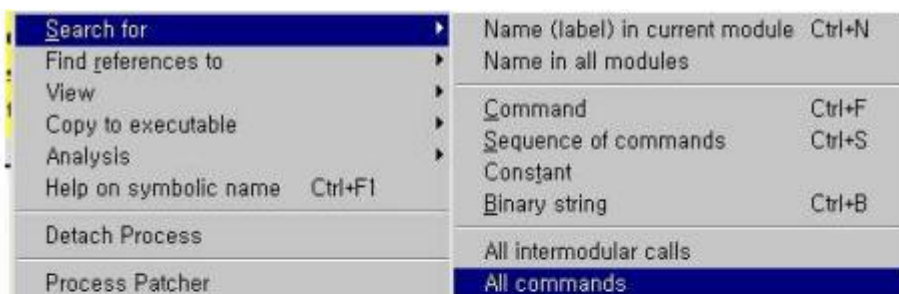 Search for
Find references to
View
Copy to executable
Analysis
Help on symbolic name Ctrl+F1
Detach Process
Process Patcher
Name (label) in current module Ctrl+N
Name in all modules
Command Ctrl+F
Sequence of commands Ctrl+S
Constant
Binary string Ctrl+B
All intermodular calls
All commands